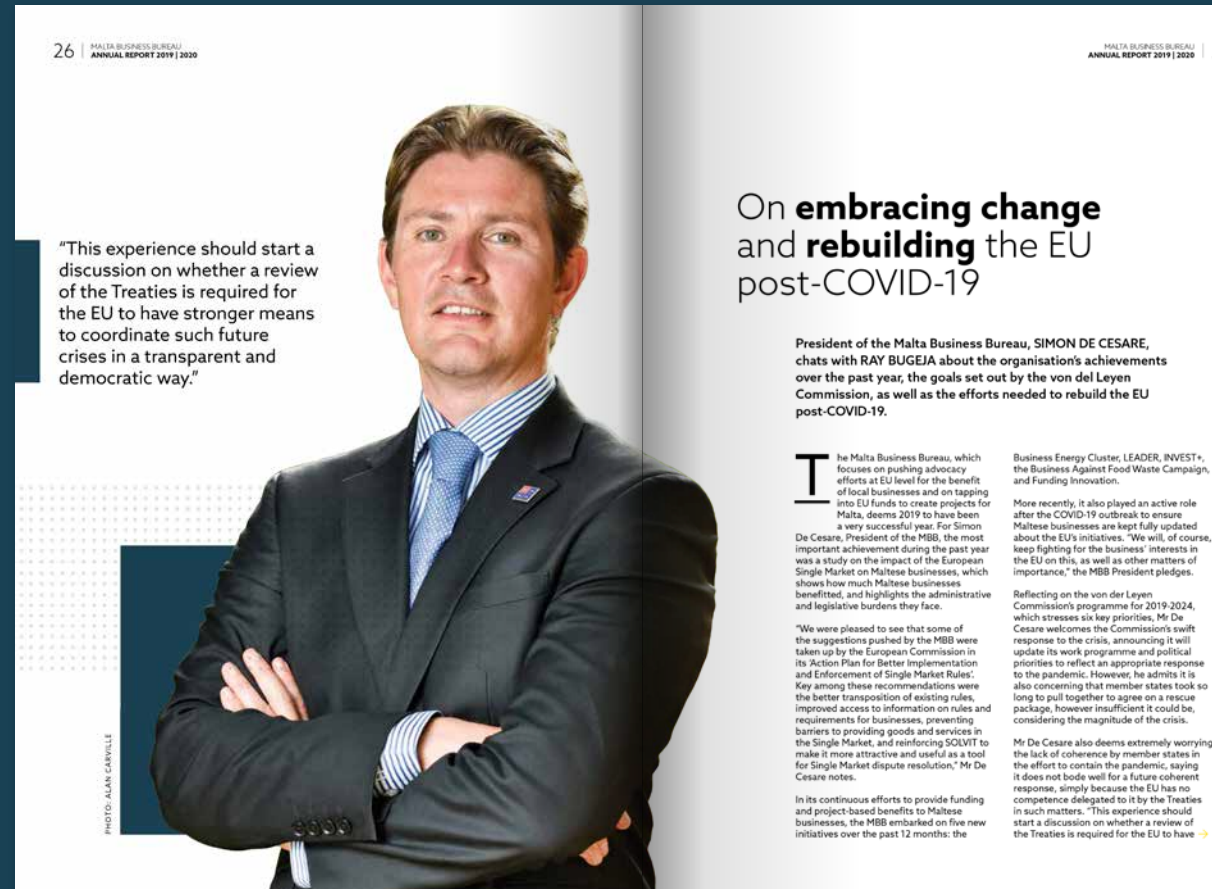 26 | MALTA BUSINESS BUREAU
ANNUAL REPORT 2019 | 2020
"This experience should start a
discussion on whether a review
of the Treaties is required for
the EU to have stronger means
to coordinate such future
crises in a transparent and
democratic way."
PHOTO: ALAN CARVILLE
MALTA BUSINESS BUREAU
ANNUAL REPORT 2019 | 2020
On embracing change
and rebuilding the EU
post-COVID-19
President of the Malta Business Bureau, SIMON DE CESARE,
chats with RAY BUGEJA about the organisation's achievements
over the past year, the goals set out by the von del Leyen
Commission, as well as the efforts needed to rebuild the EU
post-COVID-19.
The Malta Business Bureau, which
focuses on pushing advocacy
efforts at EU level for the benefit
of local businesses and on tapping
into EU funds to create projects for
Malta, deems 2019 to have been
a very successful year. For Simon
De Cesare, President of the MBB, the most
important achievement during the past year
was a study on the impact of the European
Single Market on Maltese businesses, which
shows how much Maltese businesses
benefitted, and highlights the administrative
and legislative burdens they face.
"We were pleased to see that some of
the suggestions pushed by the MBB were
taken up by the European Commission in
its 'Action Plan for Better Implementation
and Enforcement of Single Market Rules'.
Key among these recommendations were
the better transposition of existing rules,
improved access to information on rules and
requirements for businesses, preventing
barriers to providing goods and services in
the Single Market, and reinforcing SOLVIT to
make it more attractive and useful as a tool
for Single Market dispute resolution," Mr De
Cesare notes.
In its continuous efforts to provide funding
and project-based benefits to Maltese
businesses, the MBB embarked on five new
initiatives over the past 12 months: the
Business Energy Cluster, LEADER, INVEST+,
the Business Against Food Waste Campaign,
and Funding Innovation.
More recently, it also played an active role
after the COVID-19 outbreak to ensure
Maltese businesses are kept fully updated
about the EU's initiatives. "We will, of course,
keep fighting for the business' interests in
the EU on this, as well as other matters of
importance," the MBB President pledges.
Reflecting on the von der Leyen
Commission's programme for 2019-2024,
which stresses six key priorities, Mr De
Cesare welcomes the Commission's swift
response to the crisis, announcing it will
update its work programme and political
priorities to reflect an appropriate response
to the pandemic. However, he admits it is
also concerning that member states took so
long to pull together to agree on a rescue
package, however insufficient it could be,
considering the magnitude of the crisis.
Mr De Cesare also deems extremely worrying
the lack of coherence by member states in
the effort to contain the pandemic, saying
it does not bode well for a future coherent
response, simply because the EU has no
competence delegated to it by the Treaties
in such matters. "This experience should
start a discussion on whether a review of
the Treaties is required for the EU to have →